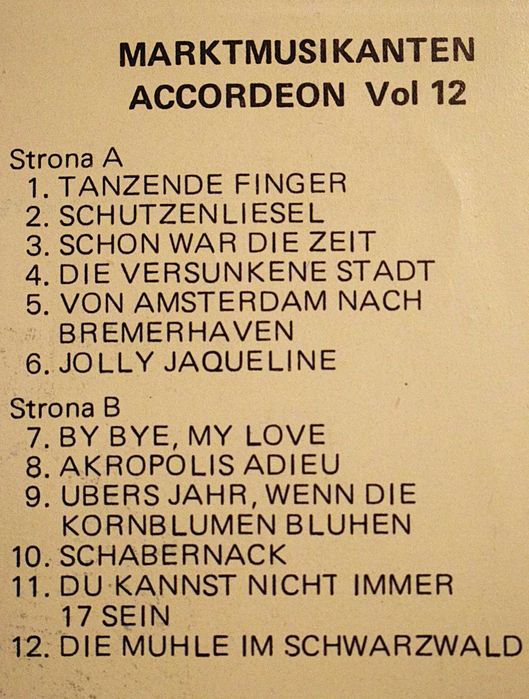 MARKTMUSIKANTEN
ACCORDEON Vol 12
Strona A
1. TANZENDE FINGER
2. SCHUTZENLIESEL
3. SCHON WAR DIE ZEIT
4. DIE VERSUNKENE STADT
5. VON AMSTERDAM NACH
BREMERHAVEN
6. JOLLY JAQUELINE
Strona B
7. BY BYE, MY LOVE
8. AKROPOLIS ADIEU
9. UBERS JAHR, WENN DIE
KORNBLUMEN BLUHEN
10. SCHABERNACK
11. DU KANNST NICHT IMMER
17 SEIN
12. DIE MUHLE IM SCHWARZWALD